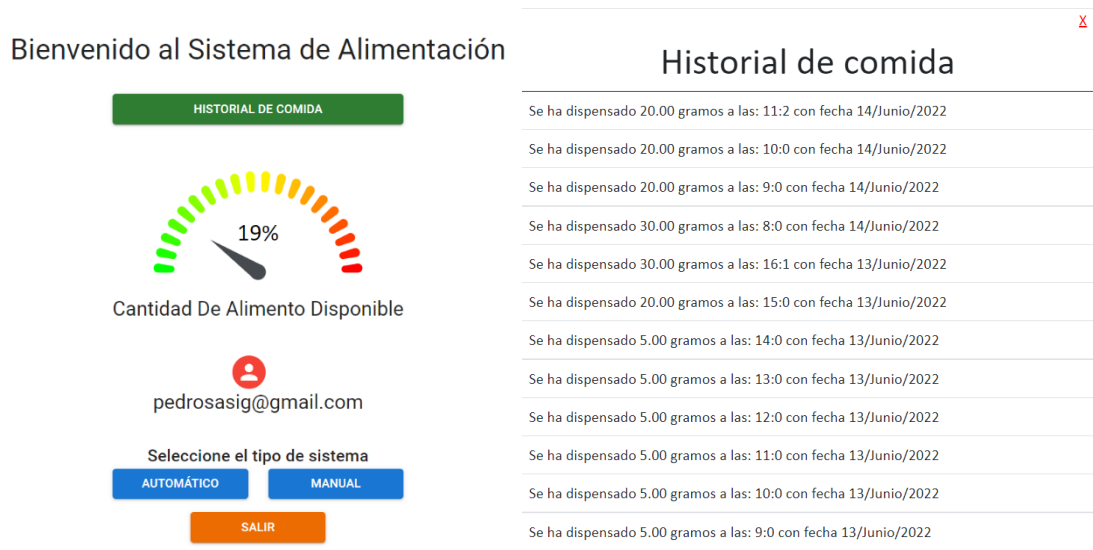 Bienvenido al Sistema de Alimentación
HISTORIAL DE COMIDA
19%
Cantidad De Alimento Disponible
pedrosasig@gmail.com
Seleccione el tipo de sistema
AUTOMÁTICO
MANUAL
SALIR
X
Historial de comida
Se ha dispensado 20.00 gramos a las: 11:2 con fecha 14/Junio/2022
Se ha dispensado 20.00 gramos a las: 10:0 con fecha 14/Junio/2022
Se ha dispensado 20.00 gramos a las: 9:0 con fecha 14/Junio/2022
Se ha dispensado 30.00 gramos a las: 8:0 con fecha 14/Junio/2022
Se ha dispensado 30.00 gramos a las: 16:1 con fecha 13/Junio/2022
Se ha dispensado 20.00 gramos a las: 15:0 con fecha 13/Junio/2022
Se ha dispensado 5.00 gramos a las: 14:0 con fecha 13/Junio/2022
Se ha dispensado 5.00 gramos a las: 13:0 con fecha 13/Junio/2022
Se ha dispensado 5.00 gramos a las: 12:0 con fecha 13/Junio/2022
Se ha dispensado 5.00 gramos a las: 11:0 con fecha 13/Junio/2022
Se ha dispensado 5.00 gramos a las: 10:0 con fecha 13/Junio/2022
Se ha dispensado 5.00 gramos a las: 9:0 con fecha 13/Junio/2022